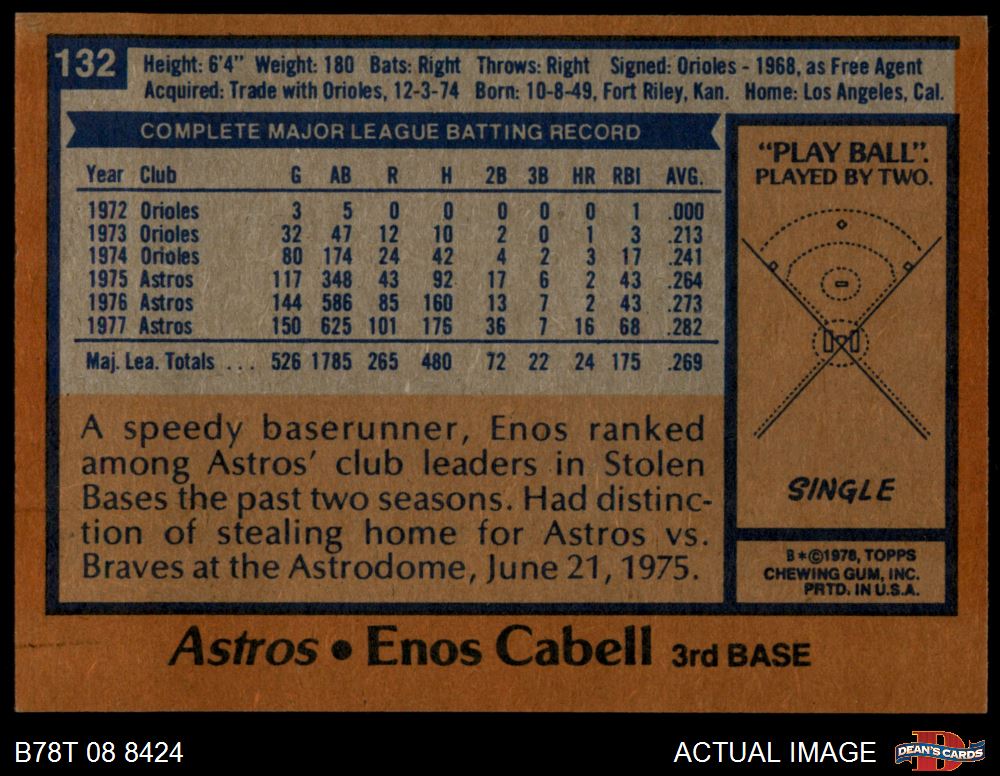 132
Height: 6'4" Weight: 180 Bats: Right Throws: Right Signed: Orioles - 1968, as Free Agent
Acquired: Trade with Orioles, 12-3-74 Born: 10-8-49, Fort Riley, Kan. Home: Los Angeles, Cal.
COMPLETE MAJOR LEAGUE BATTING RECORD
Year Club G AB R H 2B 3B HR RBI AVG.
1972 Orioles 3 5 0 0 0 0 0 1 .000
1973 Orioles 32 47 12 10 2 0 1 3 .213
1974 Orioles 80 174 24 42 4 2 3 17 .241
1975 Astros 117 348 43 92 17 6 2 43 .264
1976 Astros 144 586 85 160 13 7 2 43 .273
1977 Astros 150 625 101 176 36 7 16 68 .282
Maj. Lea. Totals . . . 526 1785 265 480 72 22 24 175 .269
A speedy baserunner, Enos ranked
among Astros' club leaders in Stolen
Bases the past two seasons. Had distinc-
tion of stealing home for Astros vs.
Braves at the Astrodome, June 21, 1975.
"PLAY BALL".
PLAYED BY TWO.
SINGLE
B*©1978, TOPPS
CHEWING GUM, INC.
PRTD. IN U.S.A.
Astros • Enos Cabell 3rd BASE
B78T 08 8424
ACTUAL IMAGE
DEAN'S CARDS